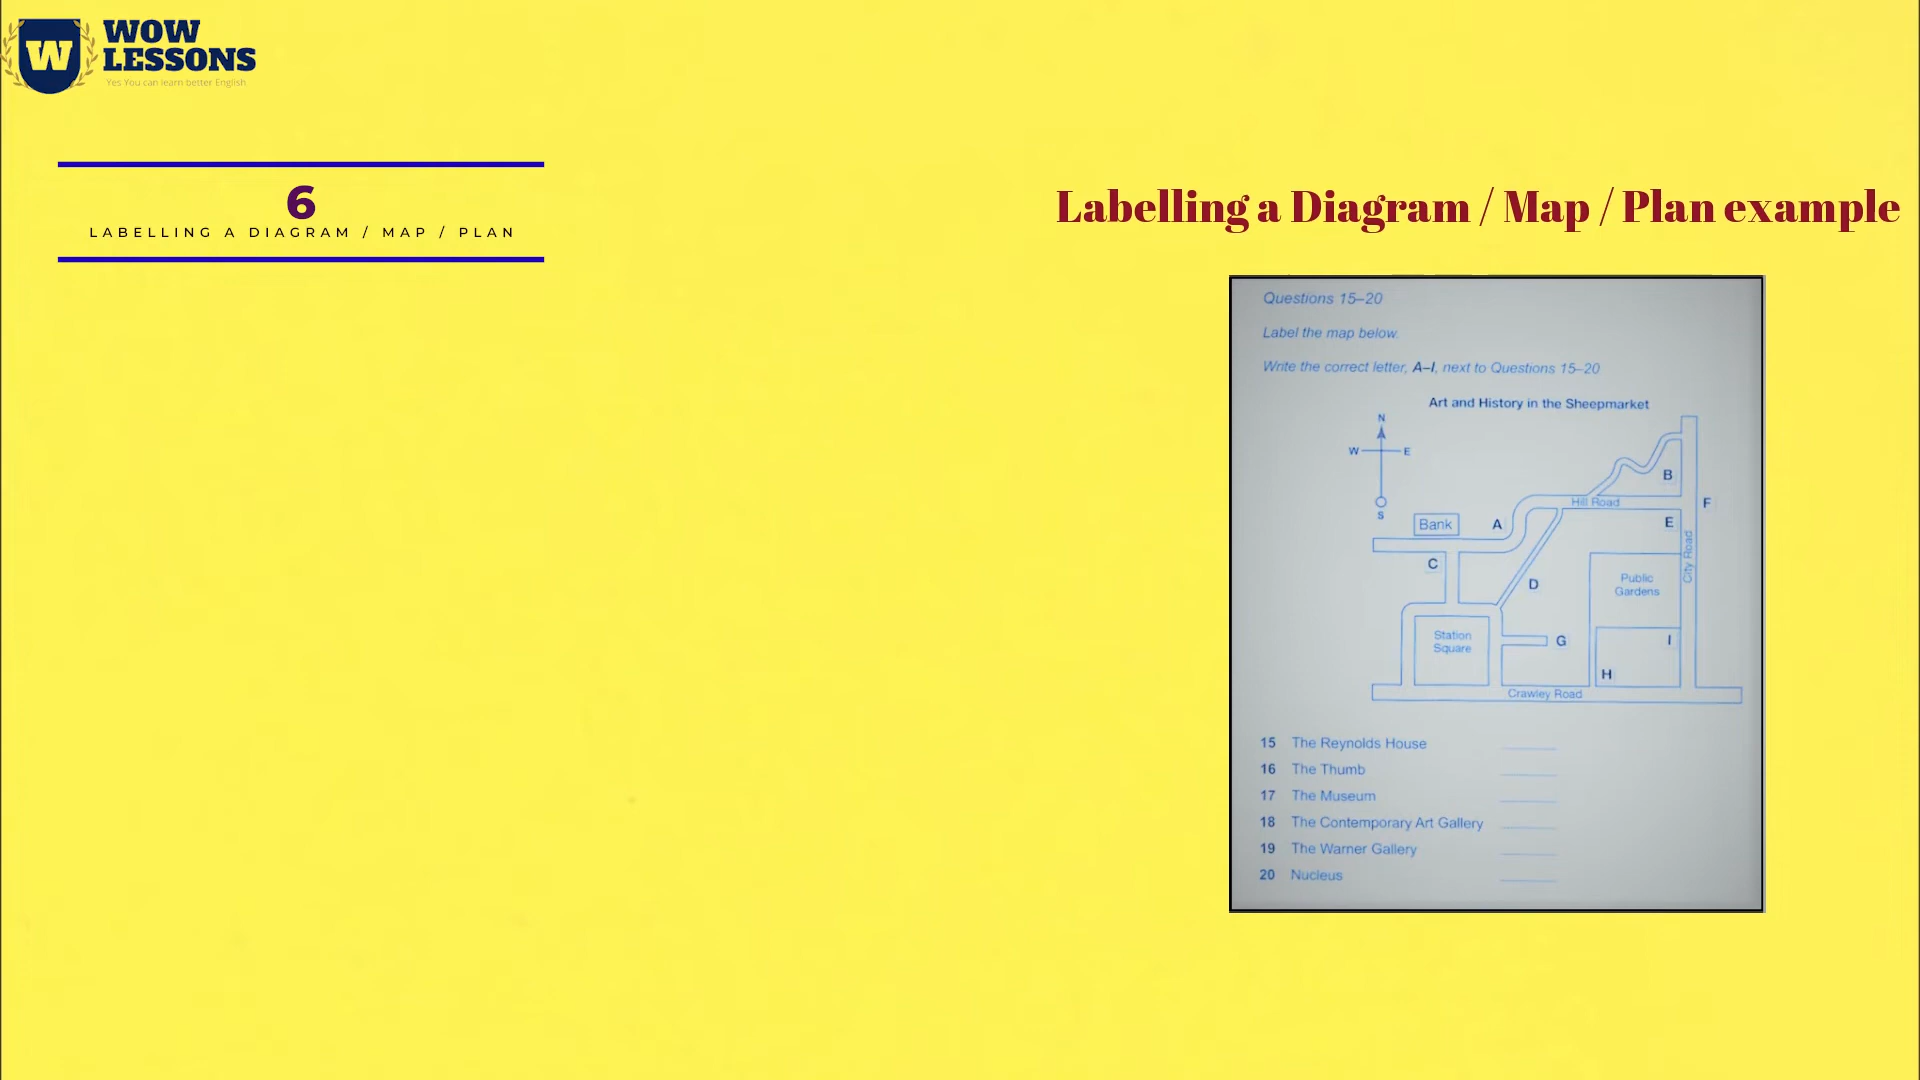 W
WOW
LESSONS
Yes You can learn better English
6
LABELLING A DIAGRAM / MAP / PLAN
Labelling a Diagram / Map / Plan example
Questions 15–20
Label the map below.
Write the correct letter, A–I, next to Questions 15–20
Art and History in the Sheepmarket
N
W E
S
B
Hill Road
F
Bank
A
E
City Road
C
Public
Gardens
D
Station
Square
G
I
H
Crawley Road
15 The Reynolds House
16 The Thumb
17 The Museum
18 The Contemporary Art Gallery
19 The Warner Gallery
20 Nucleus